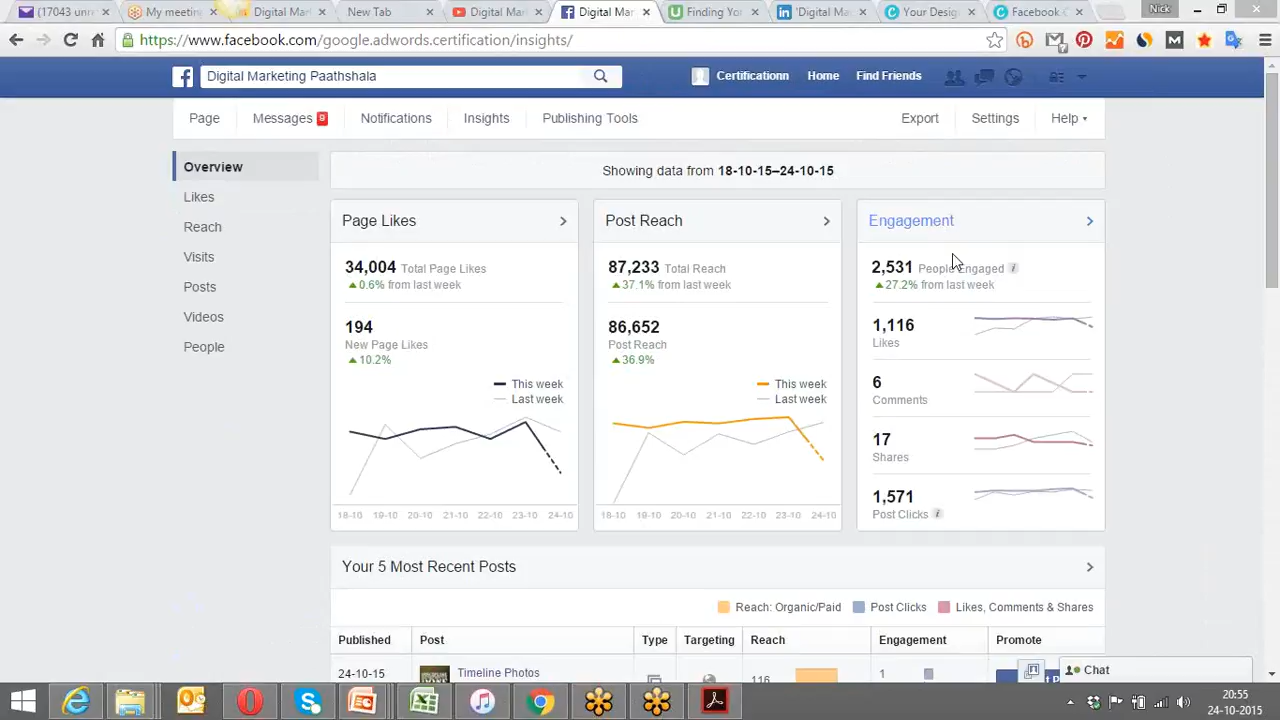 (17043 unre
My meeting
Digital Mark
New Tab
Digital Mark
Digital Mar
Finding Yo
'Digital Mar
Your Desig
Facebook C
Nick
https://www.facebook.com/google.adwords.certification/insights/
Digital Marketing Paathshala
Certificationn
Home
Find Friends
Page
Messages 9
Notifications
Insights
Publishing Tools
Export
Settings
Help
Overview
Likes
Reach
Visits
Posts
Videos
People
Showing data from 18-10-15–24-10-15
Page Likes
34,004 Total Page Likes
0.6% from last week
194
New Page Likes
10.2%
This week
Last week
18-10 19-10 20-10 21-10 22-10 23-10 24-10
Post Reach
87,233 Total Reach
37.1% from last week
86,652
Post Reach
36.9%
This week
Last week
18-10 19-10 20-10 21-10 22-10 23-10 24-10
Engagement
2,531 People Engaged
27.2% from last week
1,116
Likes
6
Comments
17
Shares
1,571
Post Clicks
Your 5 Most Recent Posts
Reach: Organic/Paid Post Clicks Likes, Comments & Shares
Published Post Type Targeting Reach Engagement Promote
24-10-15 Timeline Photos 116 1
Chat
20:55
24-10-2015